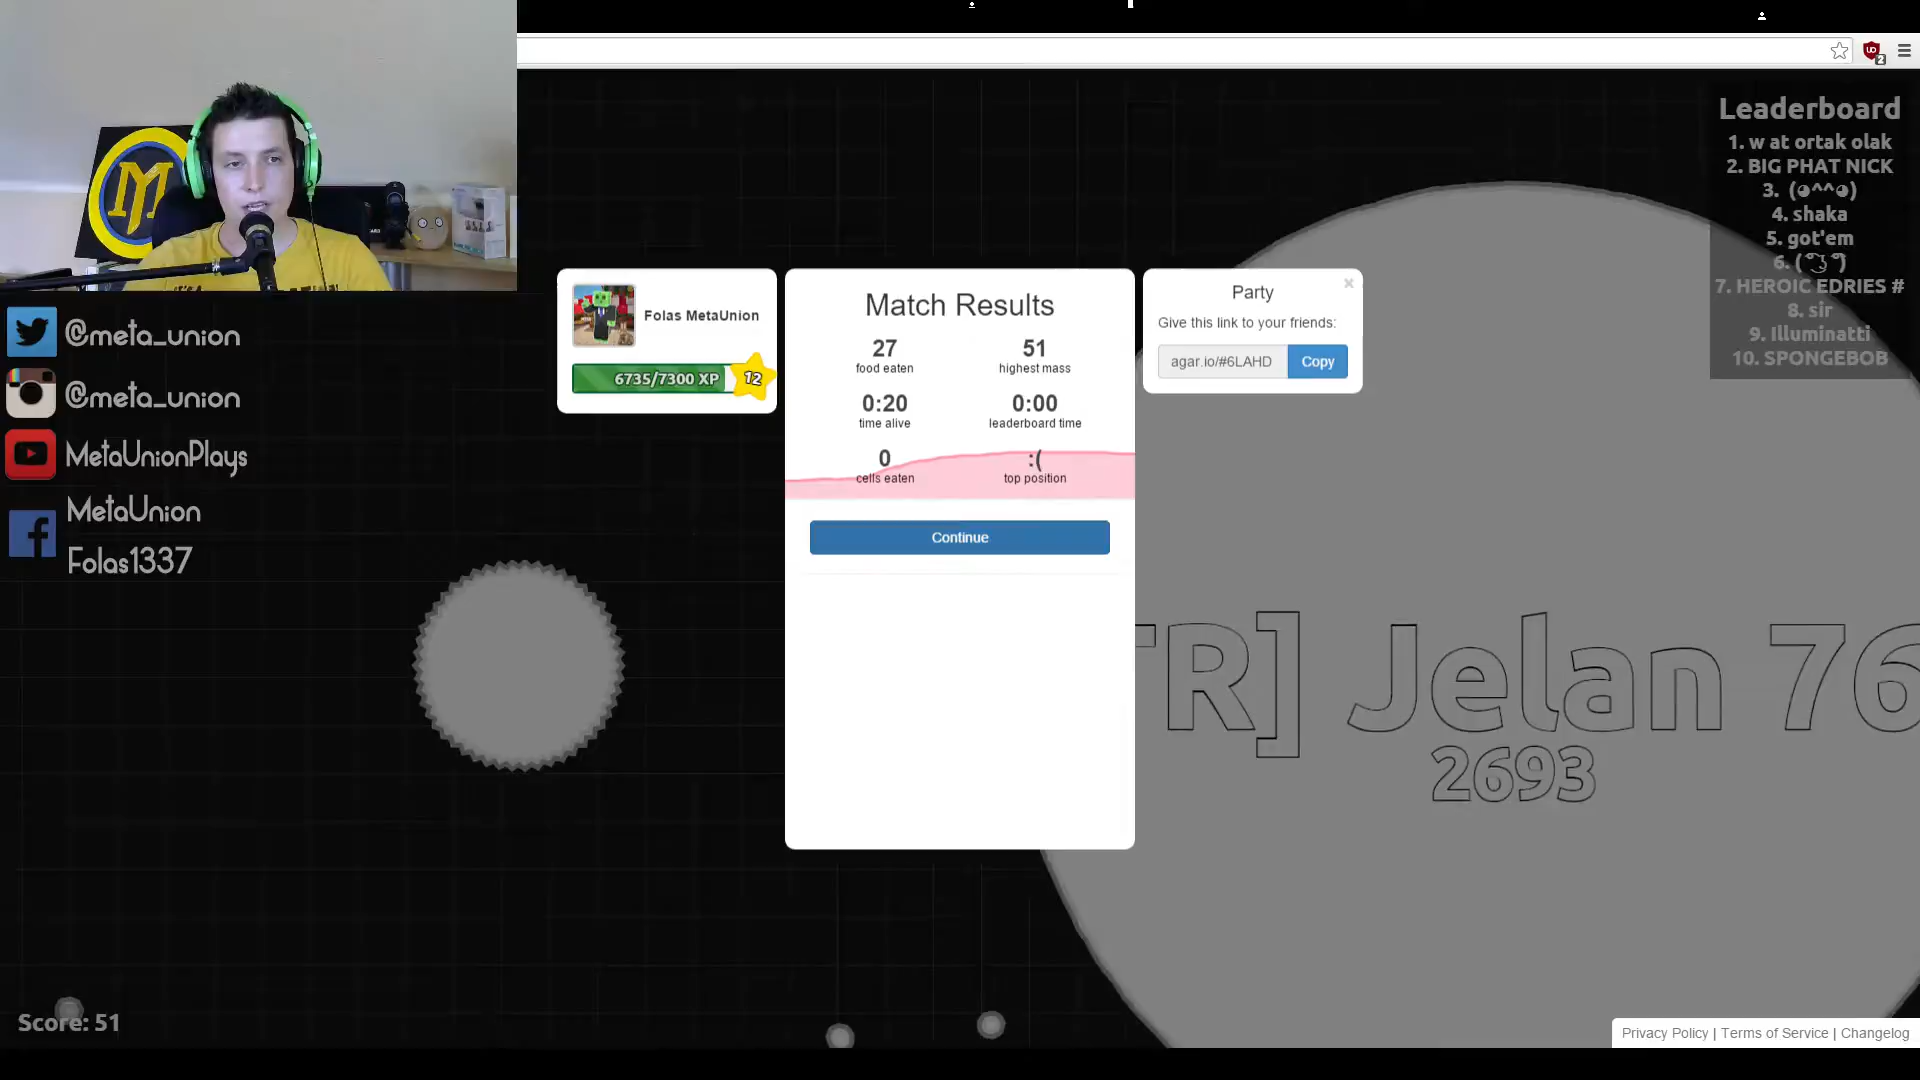 @meta_union
@meta_union
MetaUnionPlays
MetaUnion
Folas1337
Folas MetaUnion
6735/7300 XP
12
Match Results
27
food eaten
51
highest mass
0:20
time alive
0:00
leaderboard time
0
cells eaten
:(
top position
Continue
Party
×
Give this link to your friends:
agar.io/#6LAHD
Copy
Leaderboard
1. w at ortak olak
2. BIG PHAT NICK
3. (◕^^◕)
4. shaka
5. got'em
6. ( ͡° ͜ʖ ͡°)
7. HEROIC EDRIES #
8. sir
9. Illuminatti
10. SPONGEBOB
TR] Jelan 76
2693
Score: 51
Privacy Policy | Terms of Service | Changelog
2